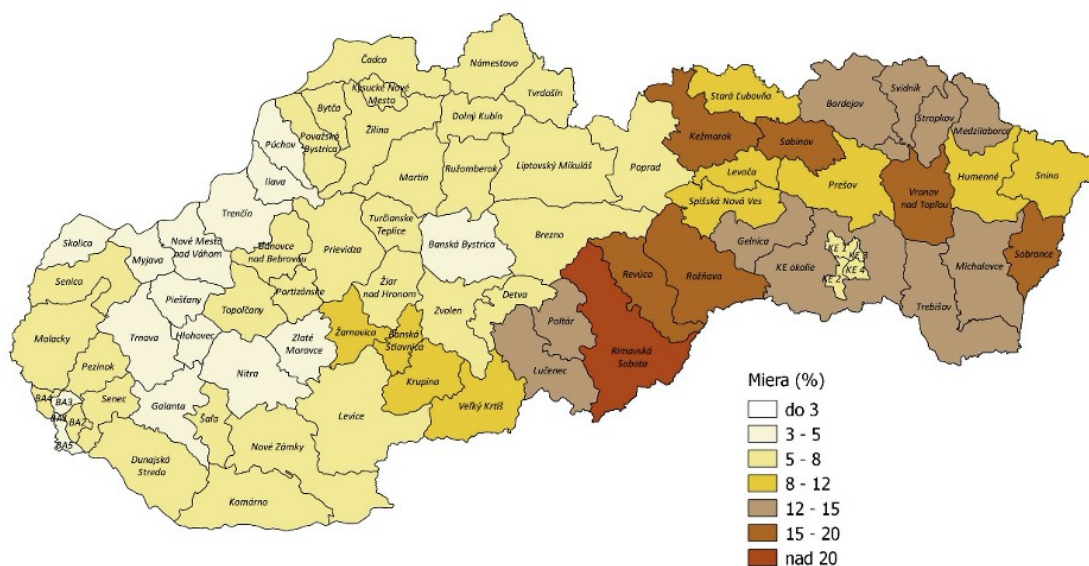 Čadca
Námestovo
Kysucké Nové
Mesto
Tvrdošín
Bytča
Považská
Bystrica
Žilina
Dolný Kubín
Púchov
Ilava
Martin
Ružomberok
Liptovský Mikuláš
Poprad
Stará Ľubovňa
Kežmarok
Sabinov
Bardejov
Svidník
Stropkov
Medzilaborce
Levoča
Prešov
Spišská Nová Ves
Vranov
nad Topľou
Humenné
Snina
Trenčín
Turčianske
Teplice
Banská Bystrica
Brezno
Gelnica
KE okolie
KE 1
KE 3
KE 4
KE 2
Michalovce
Sobrance
Trebišov
Skalica
Myjava
Nové Mesto
nad Váhom
Bánovce
nad Bebravou
Prievidza
Partizánske
Žiar
nad Hronom
Revúca
Rožňava
Senica
Piešťany
Topoľčany
Zvolen
Detva
Poltár
Malacky
Trnava
Hlohovec
Zlaté
Moravce
Žarnovica
Banská
Štiavnica
Rimavská
Sobota
Pezinok
Nitra
Krupina
Lučenec
Veľký Krtíš
Senec
Galanta
Šaľa
Levice
BA4
BA3
BA1
BA2
BA5
Dunajská
Streda
Nové Zámky
Komárno
Miera (%)
do 3
3 - 5
5 - 8
8 - 12
12 - 15
15 - 20
nad 20